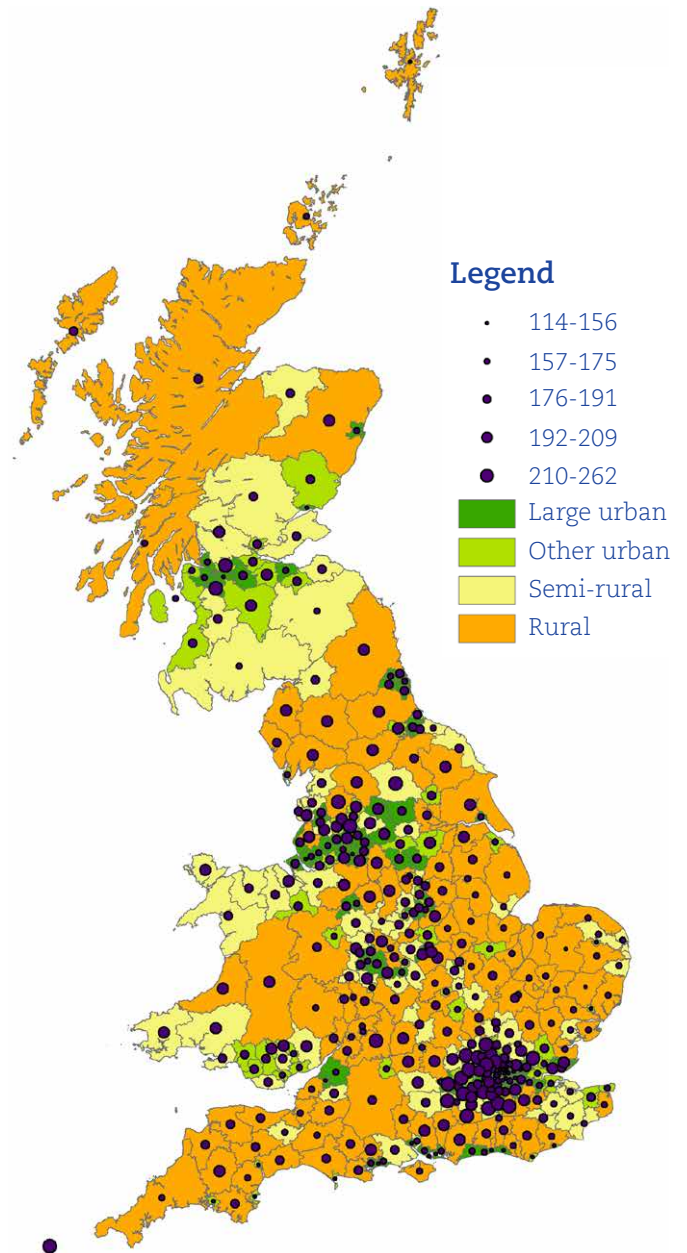 Legend
114-156
157-175
176-191
192-209
210-262
Large urban
Other urban
Semi-rural
Rural